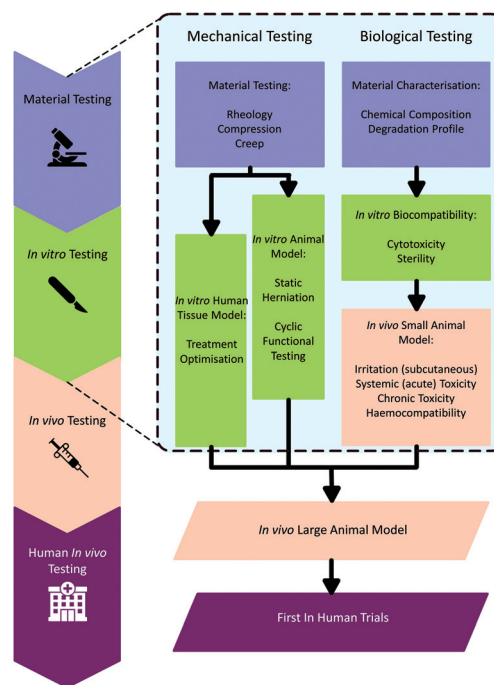 Material Testing
In vitro Testing
In vivo Testing
Human In vivo
Testing
Mechanical Testing
Material Testing:
Rheology
Compression
Creep
In vitro Human
Tissue Model:
Treatment
Optimisation
In vitro Animal
Model:
Static
Herniation
Cyclic
Functional
Testing
Biological Testing
Material Characterisation:
Chemical Composition
Degradation Profile
In vitro Biocompatibility:
Cytotoxicity
Sterility
In vivo Small Animal
Model:
Irritation (subcutaneous)
Systemic (acute) Toxicity
Chronic Toxicity
Haemocompatibility
In vivo Large Animal Model
First In Human Trials